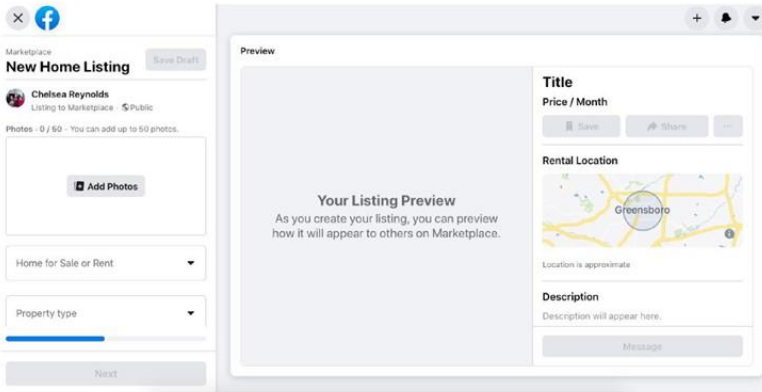 Marketplace
New Home Listing
Save Draft
Chelsea Reynolds
Listing to Marketplace · Public
Photos · 0 / 50 · You can add up to 50 photos.
Add Photos
Home for Sale or Rent
Property type
Next
Preview
Your Listing Preview
As you create your listing, you can preview
how it will appear to others on Marketplace.
Title
Price / Month
Save
Share
Rental Location
Greensboro
Location is approximate
Description
Description will appear here.
Message